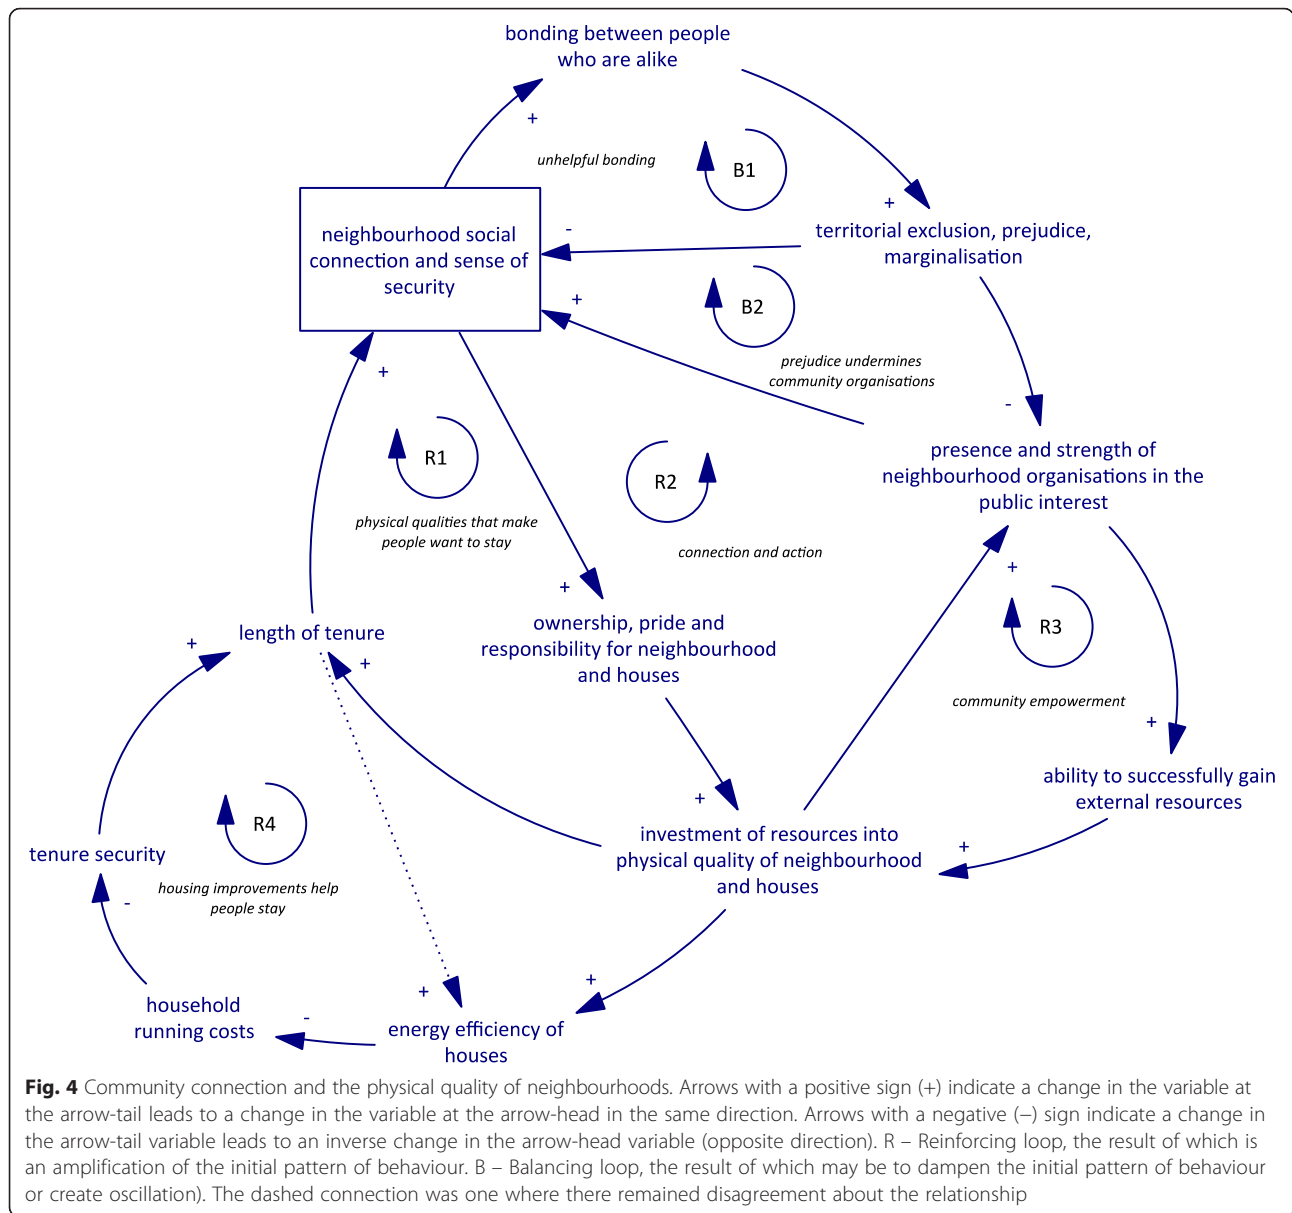 bonding between people
who are alike
+
unhelpful bonding
B1
+
territorial exclusion, prejudice,
marginalisation
-
neighbourhood social
connection and sense of
security
+
B2
prejudice undermines
community organisations
+
-
R1
physical qualities that make
people want to stay
R2
connection and action
presence and strength of
neighbourhood organisations in the
public interest
+
+
R3
community empowerment
ownership, pride and
responsibility for neighbourhood
and houses
length of tenure
+
+
+
+
ability to successfully gain
external resources
R4
housing improvements help
people stay
tenure security
-
investment of resources into
physical quality of neighbourhood
and houses
+
+
+
household
running costs
-
energy efficiency of
houses
Fig. 4 Community connection and the physical quality of neighbourhoods. Arrows with a positive sign (+) indicate a change in the variable at
the arrow-tail leads to a change in the variable at the arrow-head in the same direction. Arrows with a negative (−) sign indicate a change in
the arrow-tail variable leads to an inverse change in the arrow-head variable (opposite direction). R – Reinforcing loop, the result of which is
an amplification of the initial pattern of behaviour. B – Balancing loop, the result of which may be to dampen the initial pattern of behaviour
or create oscillation). The dashed connection was one where there remained disagreement about the relationship